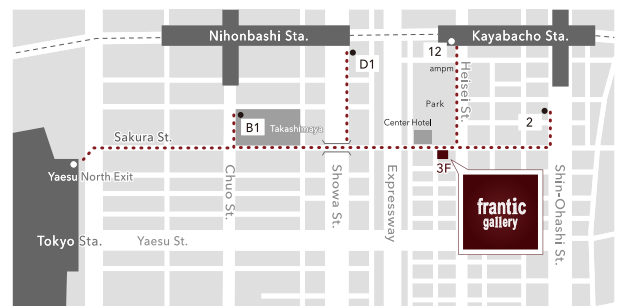 Nihonbashi Sta.
Kayabacho Sta.
12
D1
ampm
Heisei St.
Park
B1
Takashimaya
Center Hotel
2
Sakura St.
Yaesu North Exit
3F
Chuo St.
Showa St.
Expressway
Shin-Ohashi St.
frantic
gallery
Tokyo Sta.
Yaesu St.